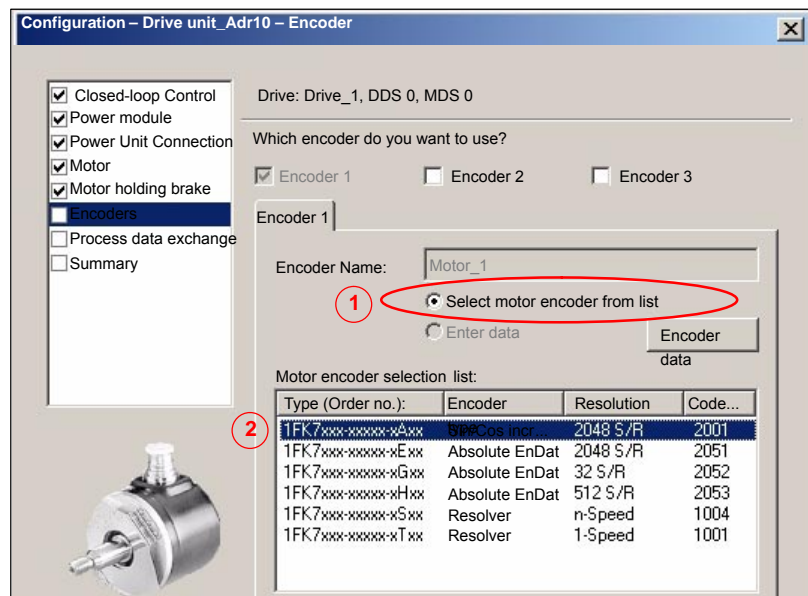 Configuration – Drive unit_Adr10 – Encoder
Closed-loop Control
Power module
Power Unit Connection
Motor
Motor holding brake
Encoders
Process data exchange
Summary
Drive: Drive_1, DDS 0, MDS 0
Which encoder do you want to use?
Encoder 1 Encoder 2 Encoder 3
Encoder 1
Encoder Name: Motor_1
1 Select motor encoder from list
Enter data Encoder data
Motor encoder selection list:
Type (Order no.): Encoder Resolution Code...
2 1FK7xxx-xxxxx-xAxx incr... 2048 S/R 2001
1FK7xxx-xxxxx-xExx Absolute EnDat 2048 S/R 2051
1FK7xxx-xxxxx-xGxx Absolute EnDat 32 S/R 2052
1FK7xxx-xxxxx-xHxx Absolute EnDat 512 S/R 2053
1FK7xxx-xxxxx-xSxx Resolver n-Speed 1004
1FK7xxx-xxxxx-xTxx Resolver 1-Speed 1001